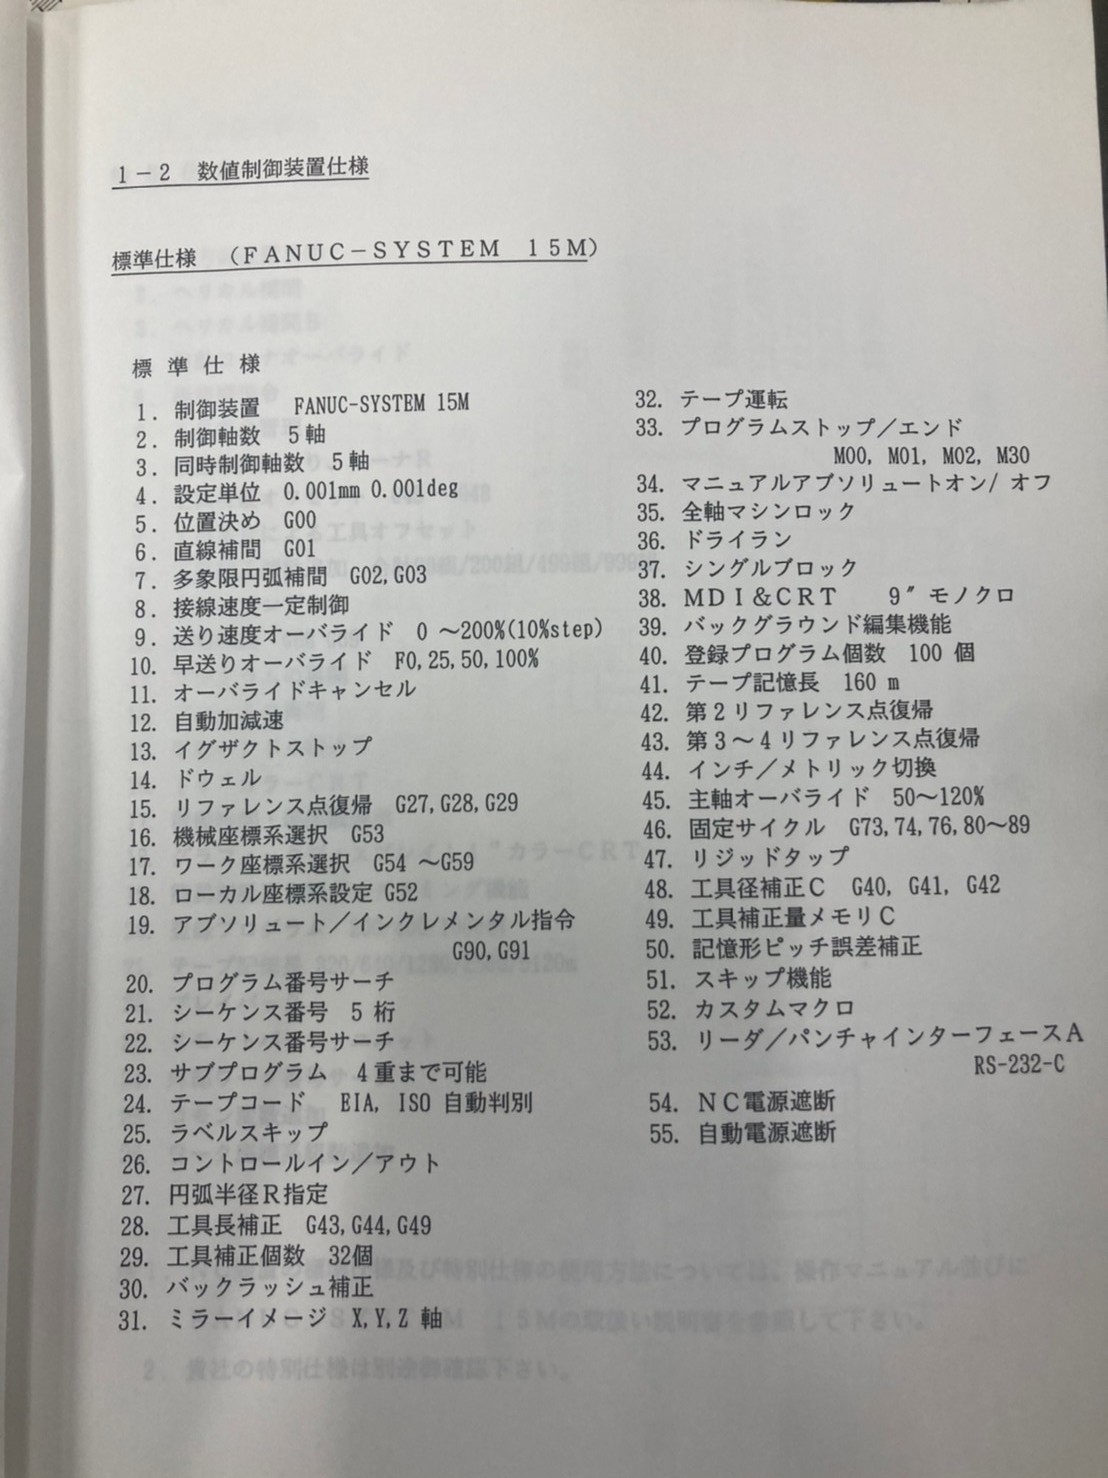 1－2　数値制御装置仕様
標準仕様　（ＦＡＮＵＣ－ＳＹＳＴＥＭ　１５Ｍ）
標 準 仕 様
1. 制御装置　FANUC-SYSTEM 15M
2. 制御軸数　5軸
3. 同時制御軸数　5軸
4. 設定単位　0.001mm 0.001deg
5. 位置決め　G00
6. 直線補間　G01
7. 多象限円弧補間　G02,G03
8. 接線速度一定制御
9. 送り速度オーバライド　0 ～200%(10%step)
10. 早送りオーバライド　F0,25,50,100%
11. オーバライドキャンセル
12. 自動加減速
13. イグザクトストップ
14. ドウェル
15. リファレンス点復帰　G27,G28,G29
16. 機械座標系選択　G53
17. ワーク座標系選択　G54 ～G59
18. ローカル座標系設定 G52
19. アブソリュート／インクレメンタル指令
G90,G91
20. プログラム番号サーチ
21. シーケンス番号　5 桁
22. シーケンス番号サーチ
23. サブプログラム　4重まで可能
24. テープコード　EIA, ISO 自動判別
25. ラベルスキップ
26. コントロールイン／アウト
27. 円弧半径Ｒ指定
28. 工具長補正　G43,G44,G49
29. 工具補正個数　32個
30. バックラッシュ補正
31. ミラーイメージ　X,Y,Z 軸
32. テープ運転
33. プログラムストップ／エンド
M00, M01, M02, M30
34. マニュアルアブソリュートオン/ オフ
35. 全軸マシンロック
36. ドライラン
37. シングルブロック
38. ＭＤＩ＆ＣＲＴ　9″モノクロ
39. バックグラウンド編集機能
40. 登録プログラム個数　100 個
41. テープ記憶長　160 m
42. 第２リファレンス点復帰
43. 第３～４リファレンス点復帰
44. インチ／メトリック切換
45. 主軸オーバライド　50～120%
46. 固定サイクル　G73,74,76,80～89
47. リジッドタップ
48. 工具径補正Ｃ　G40, G41, G42
49. 工具補正量メモリＣ
50. 記憶形ピッチ誤差補正
51. スキップ機能
52. カスタムマクロ
53. リーダ／パンチャインターフェースＡ
RS-232-C
54. ＮＣ電源遮断
55. 自動電源遮断